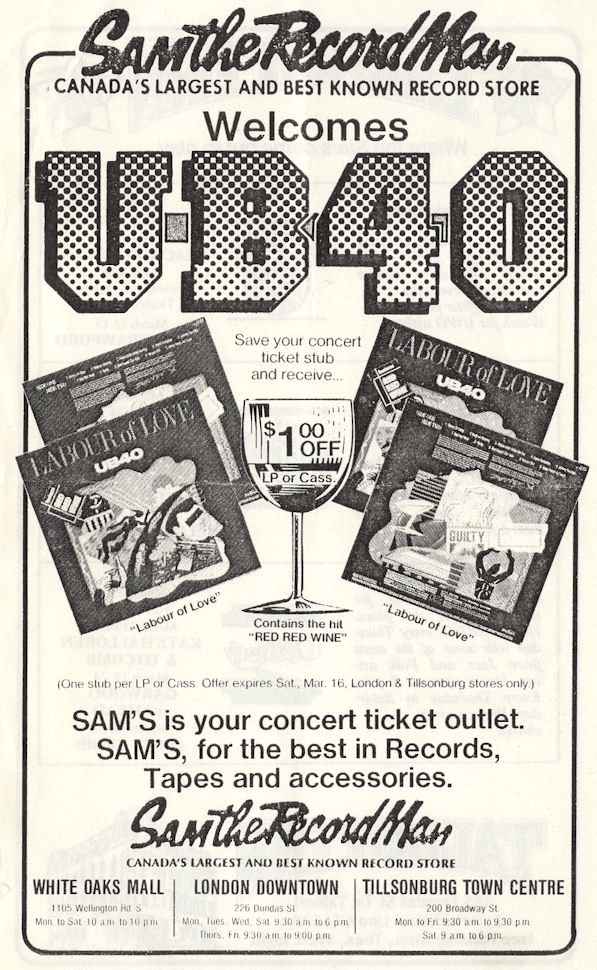 Sam the Record Man
CANADA'S LARGEST AND BEST KNOWN RECORD STORE
Welcomes
UB40
Save your concert
ticket stub
and receive...
LABOUR of LOVE
UB40
LABOUR of LOVE
UB40
$1.00
OFF
LP or Cass.
GUILTY
"Labour of Love"
Contains the hit
"RED RED WINE"
"Labour of Love"
(One stub per LP or Cass. Offer expires Sat., Mar. 16, London & Tillsonburg stores only.)
SAM'S is your concert ticket outlet.
SAM'S, for the best in Records,
Tapes and accessories.
Sam the Record Man
CANADA'S LARGEST AND BEST KNOWN RECORD STORE
WHITE OAKS MALL
1105 Wellington Rd. S.
Mon. to Sat. 10 a.m. to 10 p.m.
LONDON DOWNTOWN
226 Dundas St.
Mon., Tues., Wed., Sat. 9:30 a.m. to 6 p.m.
Thurs., Fri. 9:30 a.m. to 9:00 p.m.
TILLSONBURG TOWN CENTRE
200 Broadway St.
Mon. to Fri. 9:30 a.m. to 9:30 p.m.
Sat. 9 a.m. to 6 p.m.